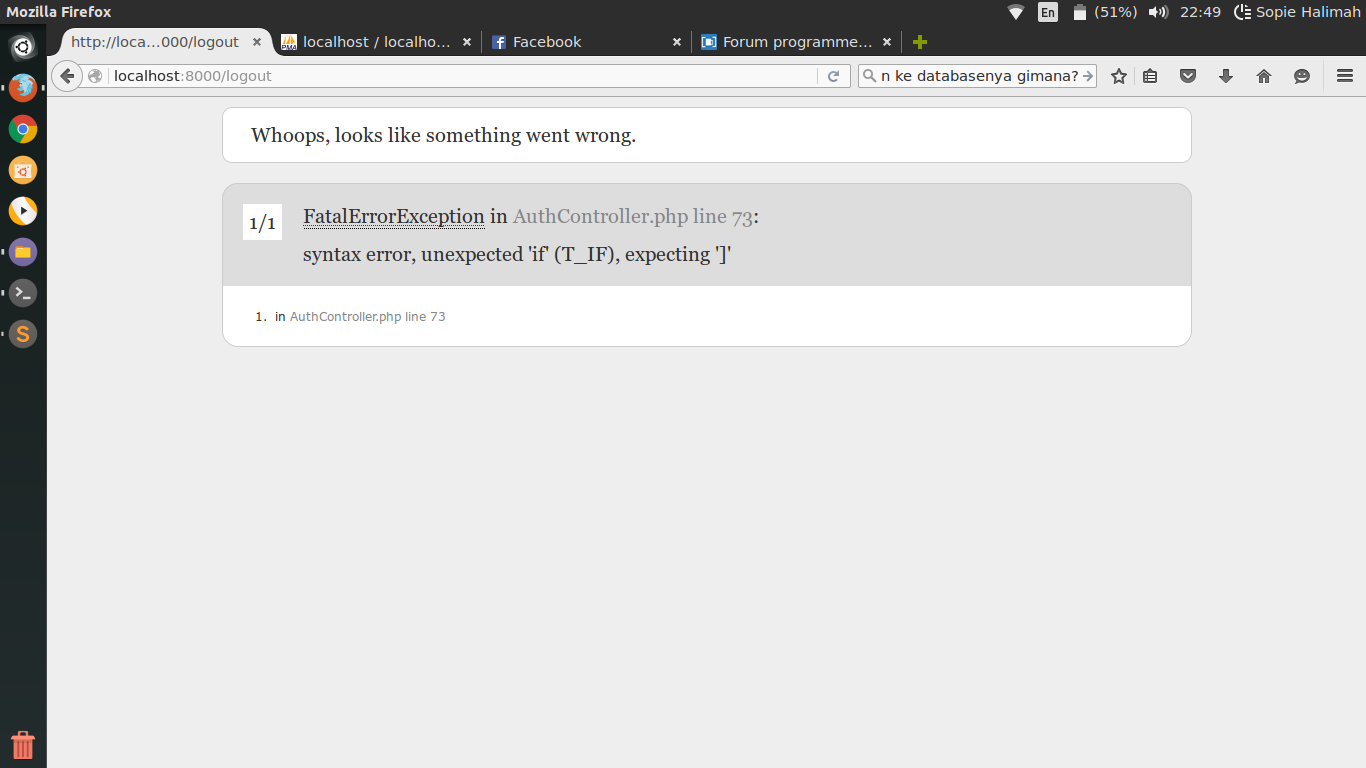 Mozilla Firefox
En
(51%)
22:49
Sopie Halimah
http://loca...000/logout
PMA
localhost / localho...
Facebook
Forum programme...
localhost:8000/logout
n ke databasenya gimana?
Whoops, looks like something went wrong.
1/1
FatalErrorException in AuthController.php line 73:
syntax error, unexpected 'if' (T_IF), expecting ']'
1. in AuthController.php line 73